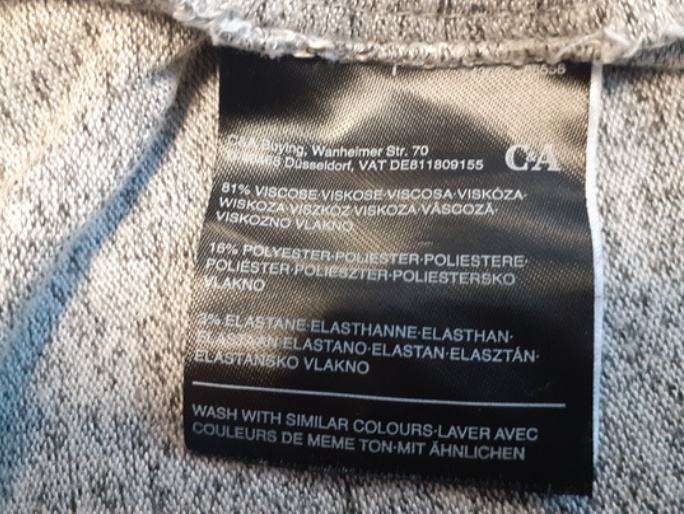 C&A Buying, Wanheimer Str. 70
Düsseldorf, VAT DE811809155
C&A
81% VISCOSE·VISKOSE·VISCOSA·VISKÓZA·
WISKOZA·VISZKÓZ·VISKOZA·VÂSCOZĂ·
VISKOZNO VLAKNO
16% POLYESTER·POLIESTER·POLIESTERE·
POLIÉSTER·POLIÉSZTER·POLIESTERSKO
VLAKNO
3% ELASTANE·ELASTHANNE·ELASTHAN·
ELASTANO·ELASTAN·ELASZTÁN·
ELASTANSKO VLAKNO
WASH WITH SIMILAR COLOURS·LAVER AVEC
COULEURS DE MEME TON·MIT ÄHNLICHEN